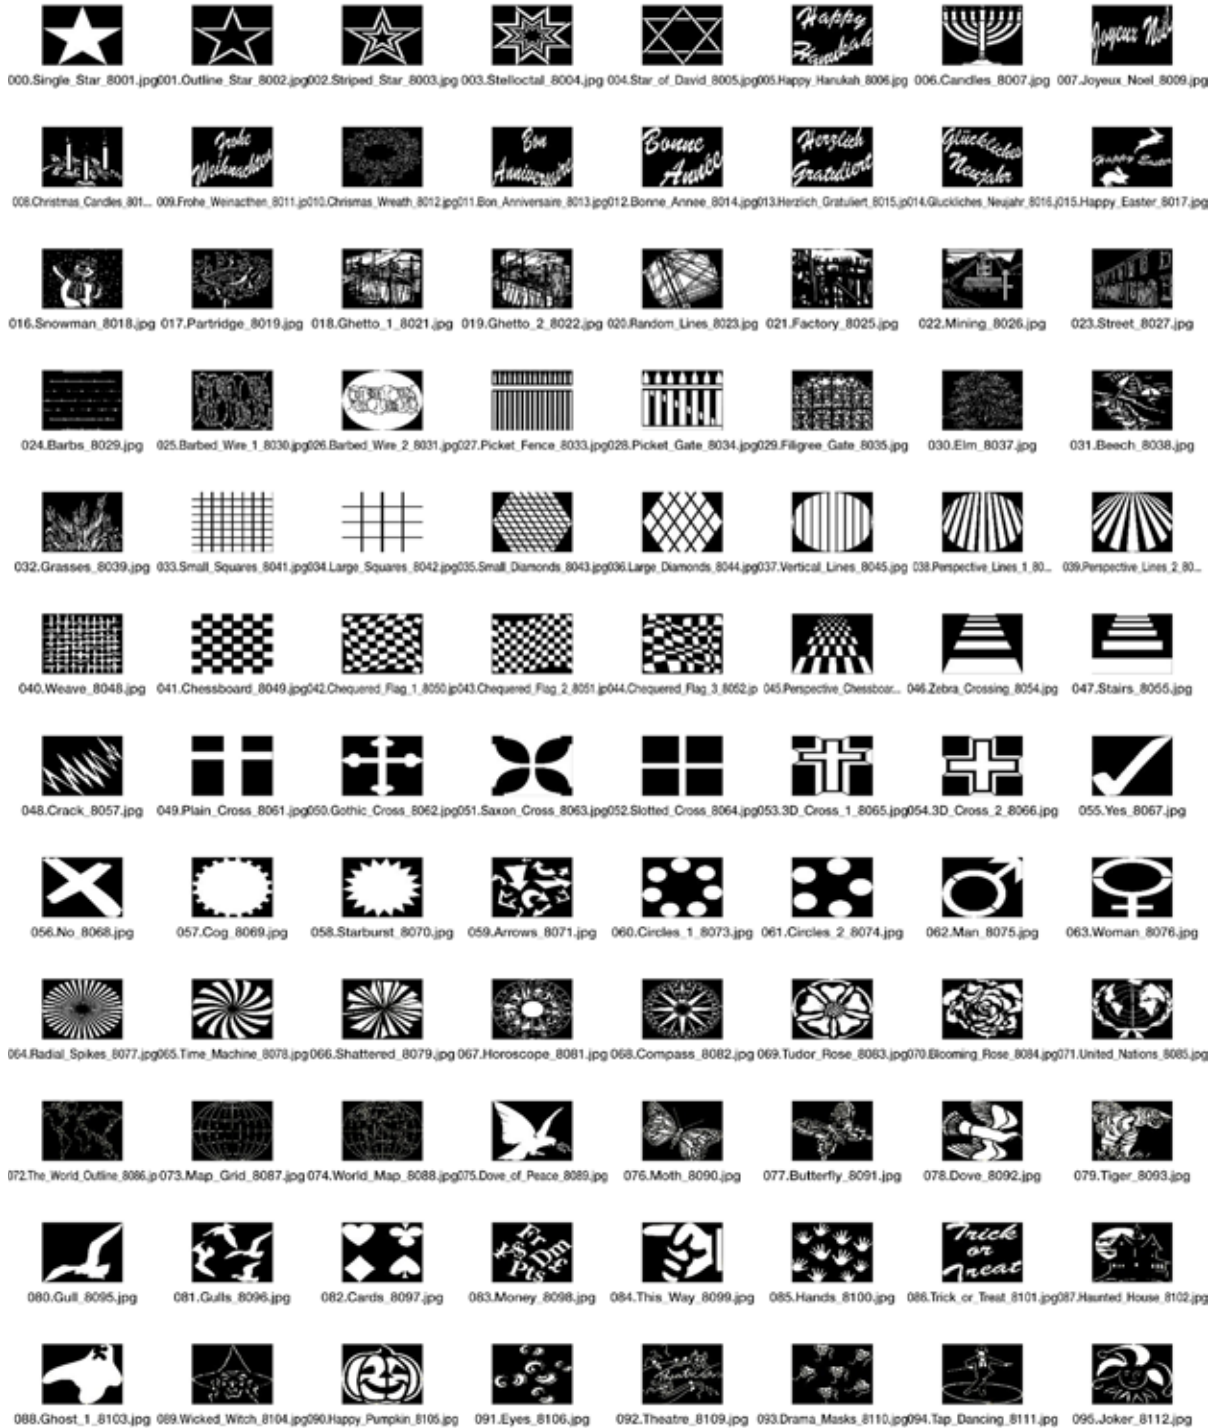 Happy
Hanukah
Joyeux Noël
000.Single_Star_8001.jpg 001.Outline_Star_8002.jpg 002.Striped_Star_8003.jpg 003.Stelloctal_8004.jpg 004.Star_of_David_8005.jpg 005.Happy_Hanukah_8006.jpg 006.Candles_8007.jpg 007.Joyeux_Noel_8009.jpg
Frohe
Weihnachten
Bon
Anniversaire
Bonne
Année
Herzlich
Gratuliert
Glückliches
Neujahr
Happy Easter
008.Christmas_Candles_801... 009.Frohe_Weinacthen_8011.jp 010.Chrismas_Wreath_8012.jpg 011.Bon_Anniversaire_8013.jpg 012.Bonne_Annee_8014.jpg 013.Herzlich_Gratuliert_8015.jp 014.Gluckliches_Neujahr_8016.j 015.Happy_Easter_8017.jpg
016.Snowman_8018.jpg 017.Partridge_8019.jpg 018.Ghetto_1_8021.jpg 019.Ghetto_2_8022.jpg 020.Random_Lines_8023.jpg 021.Factory_8025.jpg 022.Mining_8026.jpg 023.Street_8027.jpg
024.Barbs_8029.jpg 025.Barbed_Wire_1_8030.jpg 026.Barbed_Wire_2_8031.jpg 027.Picket_Fence_8033.jpg 028.Picket_Gate_8034.jpg 029.Filigree_Gate_8035.jpg 030.Elm_8037.jpg 031.Beech_8038.jpg
032.Grasses_8039.jpg 033.Small_Squares_8041.jpg 034.Large_Squares_8042.jpg 035.Small_Diamonds_8043.jpg 036.Large_Diamonds_8044.jpg 037.Vertical_Lines_8045.jpg 038.Perspective_Lines_1_80... 039.Perspective_Lines_2_80...
040.Weave_8048.jpg 041.Chessboard_8049.jpg 042.Chequered_Flag_1_8050.jp 043.Chequered_Flag_2_8051.jp 044.Chequered_Flag_3_8052.jp 045.Perspective_Chessboar... 046.Zebra_Crossing_8054.jpg 047.Stairs_8055.jpg
048.Crack_8057.jpg 049.Plain_Cross_8061.jpg 050.Gothic_Cross_8062.jpg 051.Saxon_Cross_8063.jpg 052.Slotted_Cross_8064.jpg 053.3D_Cross_1_8065.jpg 054.3D_Cross_2_8066.jpg 055.Yes_8067.jpg
056.No_8068.jpg 057.Cog_8069.jpg 058.Starburst_8070.jpg 059.Arrows_8071.jpg 060.Circles_1_8073.jpg 061.Circles_2_8074.jpg 062.Man_8075.jpg 063.Woman_8076.jpg
064.Radial_Spikes_8077.jpg 065.Time_Machine_8078.jpg 066.Shattered_8079.jpg 067.Horoscope_8081.jpg 068.Compass_8082.jpg 069.Tudor_Rose_8083.jpg 070.Blooming_Rose_8084.jpg 071.United_Nations_8085.jpg
072.The_World_Outline_8086.jp 073.Map_Grid_8087.jpg 074.World_Map_8088.jpg 075.Dove_of_Peace_8089.jpg 076.Moth_8090.jpg 077.Butterfly_8091.jpg 078.Dove_8092.jpg 079.Tiger_8093.jpg
Fr
$ Dm
Pts £
Trick
or
Treat
080.Gull_8095.jpg 081.Gulls_8096.jpg 082.Cards_8097.jpg 083.Money_8098.jpg 084.This_Way_8099.jpg 085.Hands_8100.jpg 086.Trick_or_Treat_8101.jpg 087.Haunted_House_8102.jpg
088.Ghost_1_8103.jpg 089.Wicked_Witch_8104.jpg 090.Happy_Pumpkin_8105.jpg 091.Eyes_8106.jpg 092.Theatre_8109.jpg 093.Drama_Masks_8110.jpg 094.Tap_Dancing_8111.jpg 095.Joker_8112.jpg